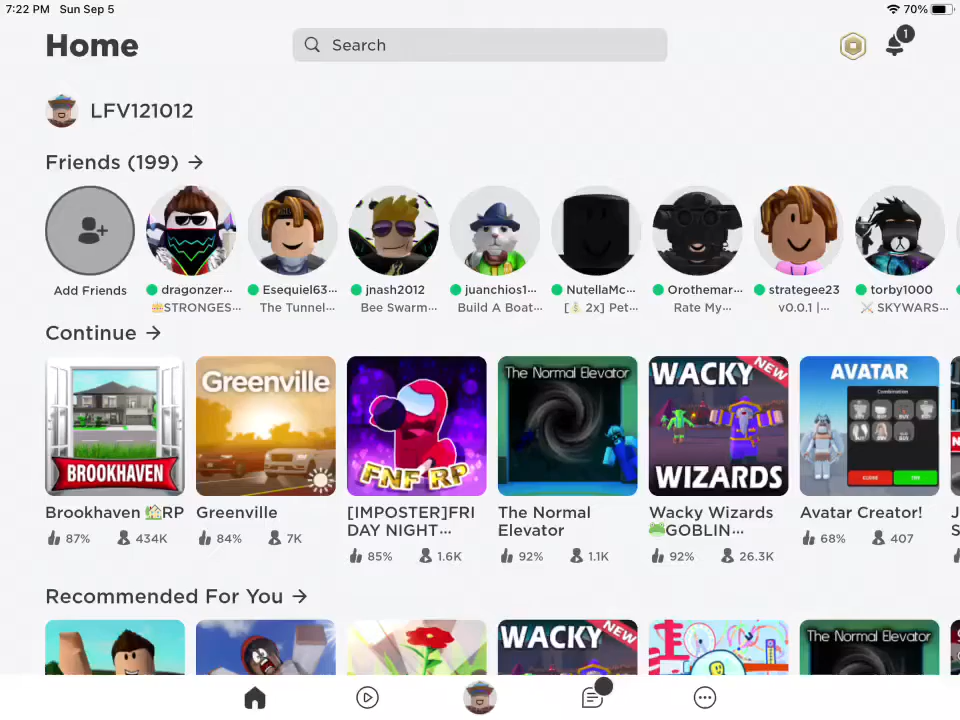 7:22 PM Sun Sep 5 70%
Home
Search
1
LFV121012
Friends (199) →
Add Friends
dragonzer···
🎂STRONGES···
Esequiel63···
The Tunnel···
jnash2012
Bee Swarm···
juanchios1···
Build A Boat···
NutellaMc···
[💰 2x] Pet···
Orothemar···
Rate My···
strategee23
v0.0.1 |···
torby1000
⚔️ SKYWARS···
Continue →
BROOKHAVEN
Greenville
FNF RP
The Normal Elevator
WACKY
NEW
WIZARDS
AVATAR
Combination
BUY
BUY
CLOSE
Brookhaven 🏡RP
87% 434K
Greenville
84% 7K
[IMPOSTER]FRI
DAY NIGHT···
85% 1.6K
The Normal
Elevator
92% 1.1K
Wacky Wizards
🐸GOBLIN···
92% 26.3K
Avatar Creator!
68% 407
Recommended For You →
WACKY
NEW
The Normal Elevator